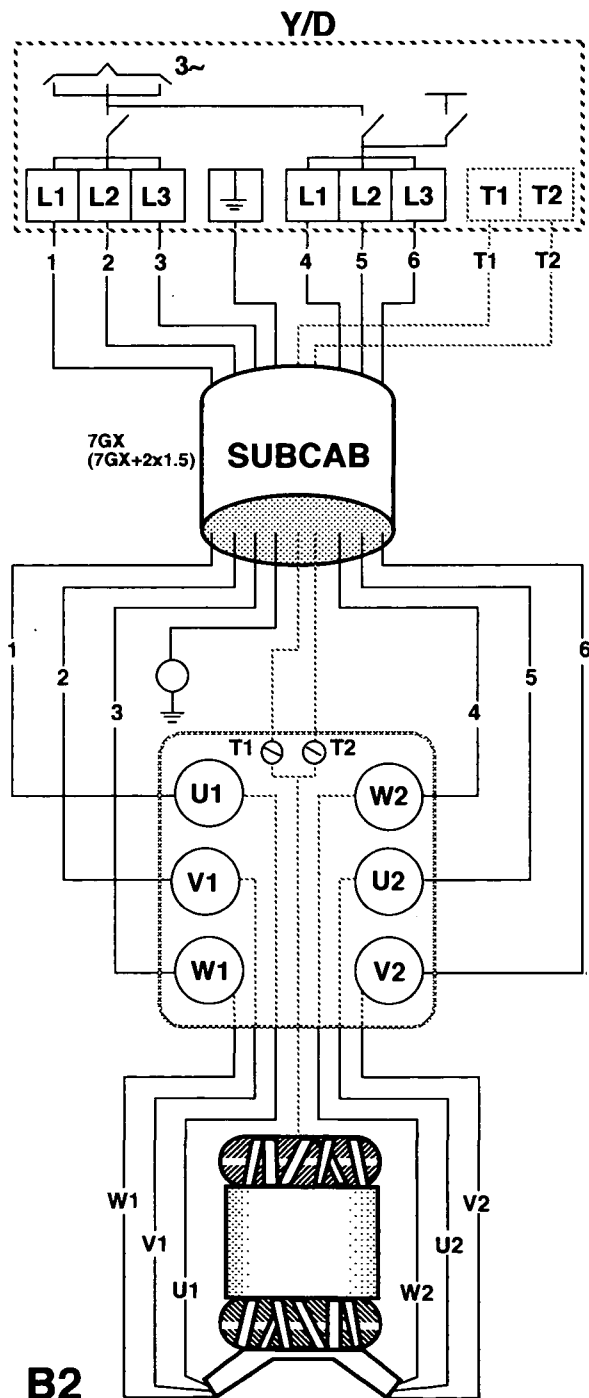 Y/D
3~
L1 L2 L3 L1 L2 L3 T1 T2
1 2 3 4 5 6 T1 T2
7GX
(7GX+2x1.5)
SUBCAB
1 2 3 4 5 6
T1 T2
U1 W2
V1 U2
W1 V2
W1 V2
V1 U2
U1 W2
B2